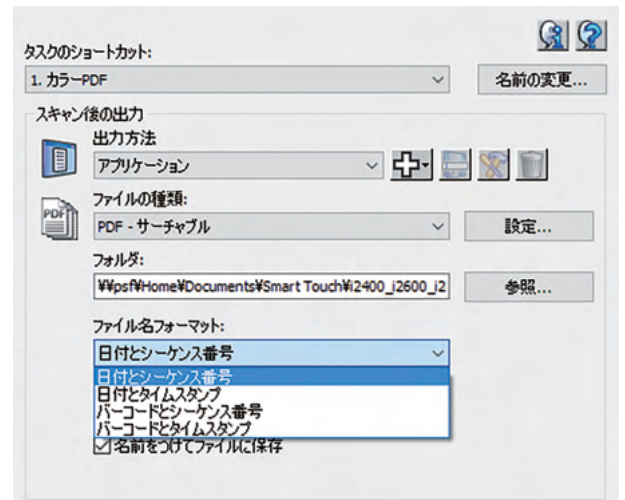 タスクのショートカット:
1. カラーPDF
名前の変更...
スキャン後の出力
出力方法
アプリケーション
ファイルの種類:
PDF
PDF - サーチャブル
設定...
フォルダ:
¥¥psf¥Home¥Documents¥Smart Touch¥i2400_i2600_i2
参照...
ファイル名フォーマット:
日付とシーケンス番号
日付とシーケンス番号
日付とタイムスタンプ
バーコードとシーケンス番号
バーコードとタイムスタンプ
名前をつけてファイルに保存